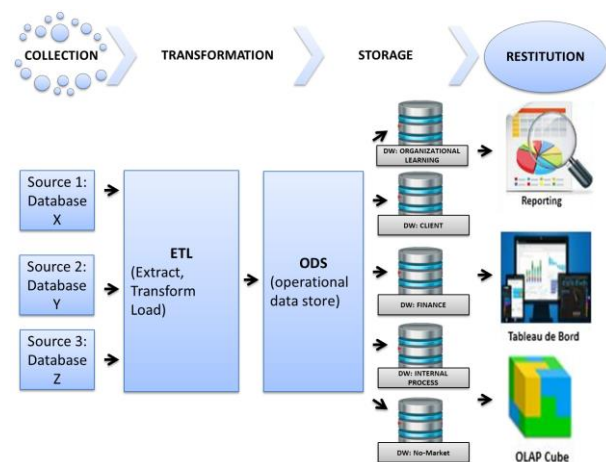 COLLECTION
TRANSFORMATION
STORAGE
RESTITUTION
Source 1:
Database
X
Source 2:
Database
Y
Source 3:
Database
Z
ETL
(Extract,
Transform
Load)
ODS
(operational
data store)
DW: ORGANIZATIONAL
LEARNING
DW: CLIENT
DW: FINANCE
DW: INTERNAL
PROCESS
DW: No-Market
Reporting
Tableau de Bord
OLAP Cube